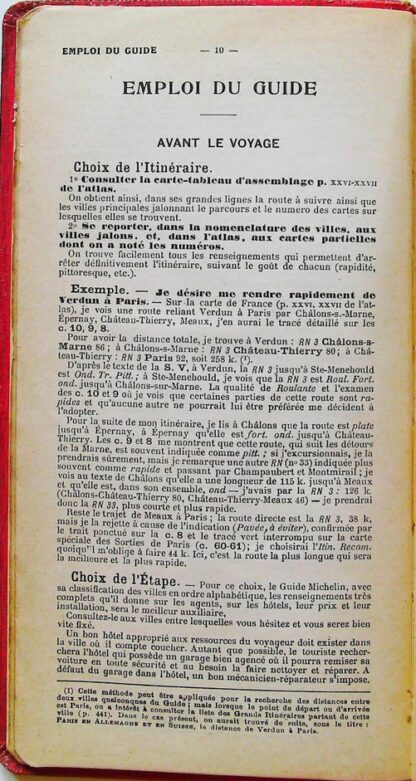 EMPLOI DU GUIDE — 10 —
EMPLOI DU GUIDE
AVANT LE VOYAGE
Choix de l'Itinéraire.
1º Consulter la carte-tableau d'assemblage p. XXVI-XXVII
de l'atlas.
On obtient ainsi, dans ses grandes lignes la route à suivre ainsi que
les villes principales jalonnant le parcours et le numero des cartes sur
lesquelles elles se trouvent.
2º Se reporter, dans la nomenclature des villes, aux
villes jalons, et, dans l'atlas, aux cartes partielles
dont on a noté les numéros.
On trouve facilement tous les renseignements qui permettent d'ar-
rêter définitivement l'itinéraire, suivant le goût de chacun (rapidité,
pittoresque, etc.).
Exemple. — Je désire me rendre rapidement de
Verdun à Paris. — Sur la carte de France (p. XXVI, XXVII de l'at-
las), je vois une route reliant Verdun à Paris par Châlons-s.-Marne,
Epernay, Château-Thierry, Meaux, j'en aurai le tracé détaillé sur les
c. 10, 9, 8.
Pour avoir la distance totale, je trouve à Verdun : RN 3 Châlons-s-
Marne 86 ; à Châlons-s-Marne : RN 3 Château-Thierry 80 ; à Châ-
teau-Thierry : RN 3 Paris 92, soit 258 k. (¹).
D'après le texte de la S. V, à Verdun, la RN 3 jusqu'à Ste-Menehould
est Ond. Tr. Pitt. ; à Ste-Menehould, je vois que la RN 3 est Roul. Fort.
ond. jusqu'à Châlons-sur-Marne. La qualité de Roulante et l'examen
des c. 10 et 9 où je vois que certaines parties de cette route sont ra-
pides et qu'aucune autre ne pourrait lui être préférée me décident à
l'adopter.
Pour la suite de mon itinéraire, je lis à Châlons que la route est plate
jusqu'à Epernay, à Epernay qu'elle est fort. ond. jusqu'à Château-
Thierry. Les c. 9 et 8 me montrent que cette route, qui suit les détours
de la Marne, est souvent indiquée comme pitt. ; si j'excursionnais, je la
prendrais sûrement, mais je remarque une autre RN (nº 33) indiquée plus
souvent comme rapide et passant par Champaubert et Montmirail ; je
vois au texte de Châlons qu'elle a une longueur de 115 k. jusqu'à Meaux
et qu'elle est, dans son ensemble, ond — j'avais par la RN 3 : 126 k.
(Châlons-Château-Thierry 80, Château-Thierry-Meaux 46) — je prendrai
donc la RN 33, plus courte et plus rapide.
Reste le trajet de Meaux à Paris ; la route directe est la RN 3, 38 k.
mais je la rejette à cause de l'indication (Pavée, à éviter), confirmée par
le trait ponctué sur la c. 8 et le tracé vert interrompu sur la carte
spéciale des Sorties de Paris (c. 60-61); je choisirai l'Itin. Recom.
quoiqu'il m'oblige à faire 44 k. Ici, c'est la route la plus longue qui sera
la meilleure et la plus rapide.
Choix de l'Étape. — Pour ce choix, le Guide Michelin, avec
sa classification des villes en ordre alphabétique, les renseignements très
complets qu'il donne sur les agents, sur les hôtels, leur prix et leur
installation, sera le meilleur auxiliaire.
Consultez-le aux villes entre lesquelles vous hésitez et vous serez bien
vite fixé.
Un bon hôtel approprié aux ressources du voyageur doit exister dans
la ville où il compte coucher. Autant que possible, le touriste recher-
chera l'hôtel qui possède un garage bien agencé où il pourra remiser sa
voiture en toute sécurité et au besoin la faire nettoyer et réparer. A
défaut du garage dans l'hôtel, un bon mécanicien-réparateur s'impose.
(1) Cette méthode peut être appliquée pour la recherche des distances entre
deux villes quelconques du Guide ; mais lorsque le point de départ ou d'arrivée
est Paris, on a intérêt à consulter la liste des Grands Itinéraires partant de cette
ville (p. 441). Dans le cas présent, on aurait trouvé de suite, sous le titre :
PARIS EN ALLEMAGNE ET EN SUISSE, la distance de Verdun à Paris.